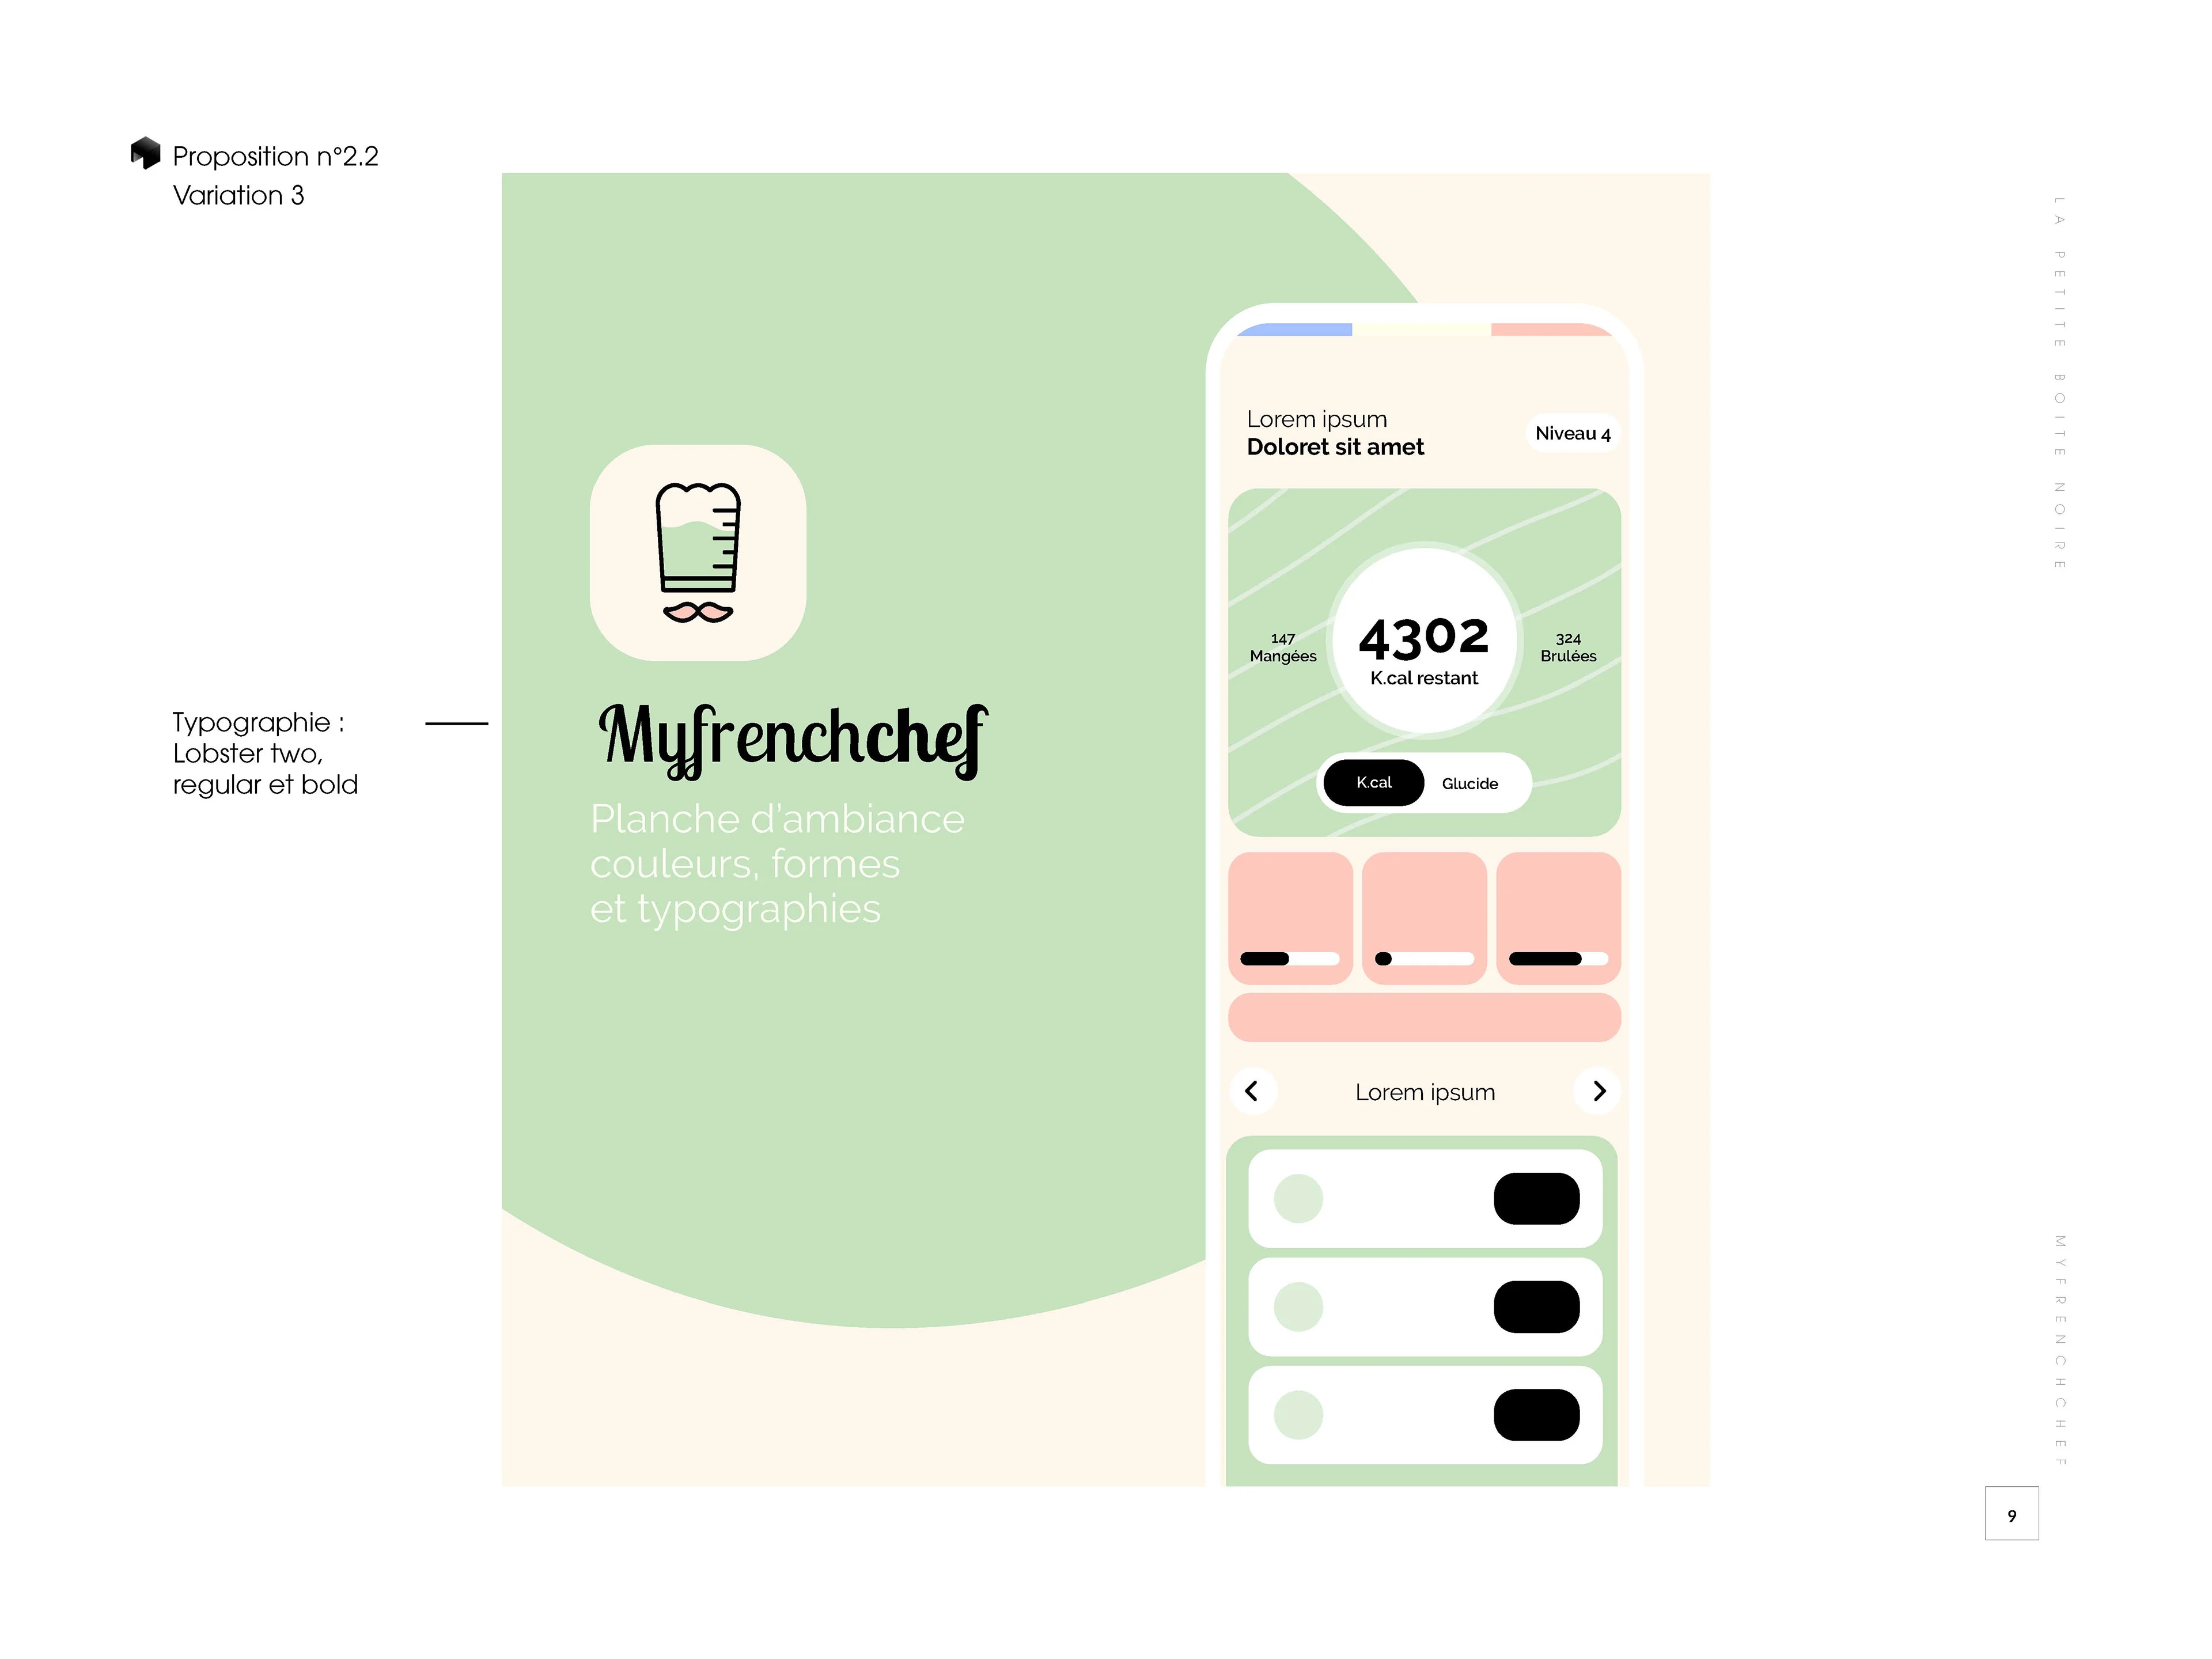 Proposition n°2.2
Variation 3
Typographie :
Lobster two,
regular et bold
Myfrenchchef
Planche d'ambiance
couleurs, formes
et typographies
Lorem ipsum
Doloret sit amet
Niveau 4
147
Mangées
4302
K.cal restant
324
Brulées
K.cal
Glucide
Lorem ipsum
LA PETITE BOITE NOIRE
MYFRENCHCHEF
9